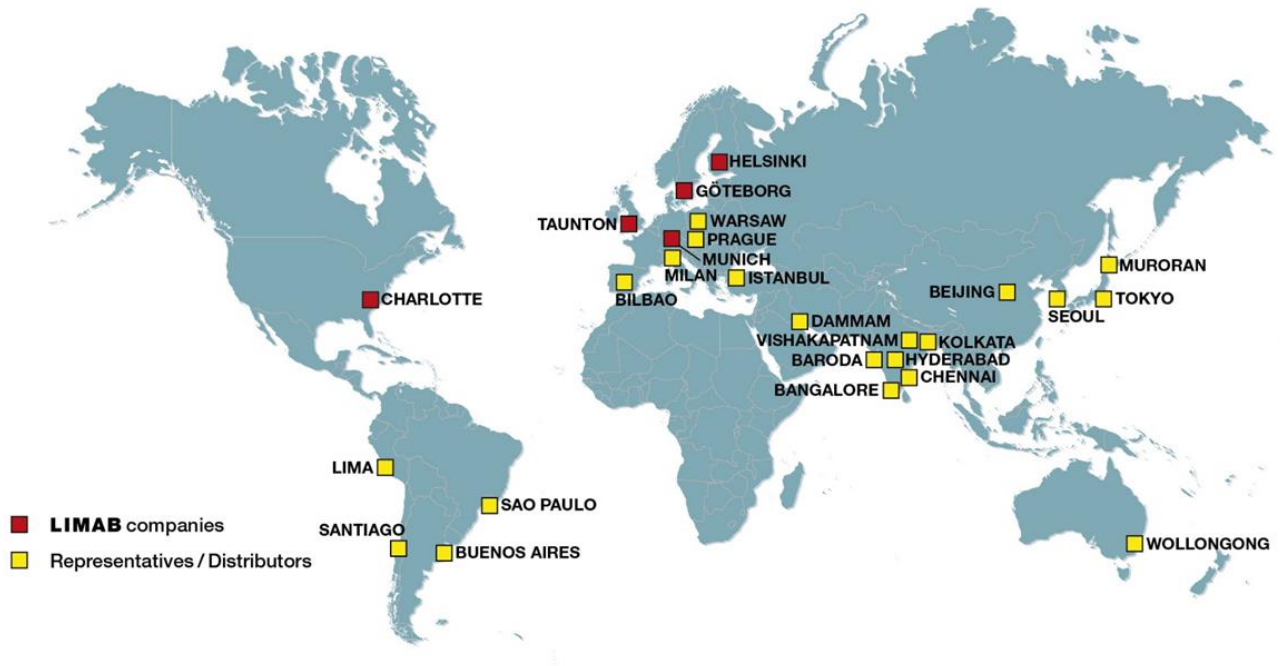 HELSINKI
GÖTEBORG
TAUNTON
WARSAW
PRAGUE
MUNICH
MILAN
ISTANBUL
BILBAO
CHARLOTTE
MURORAN
BEIJING
TOKYO
SEOUL
DAMMAM
VISHAKAPATNAM
KOLKATA
BARODA
HYDERABAD
CHENNAI
BANGALORE
LIMA
SAO PAULO
SANTIAGO
BUENOS AIRES
WOLLONGONG
LIMAB companies
Representatives / Distributors